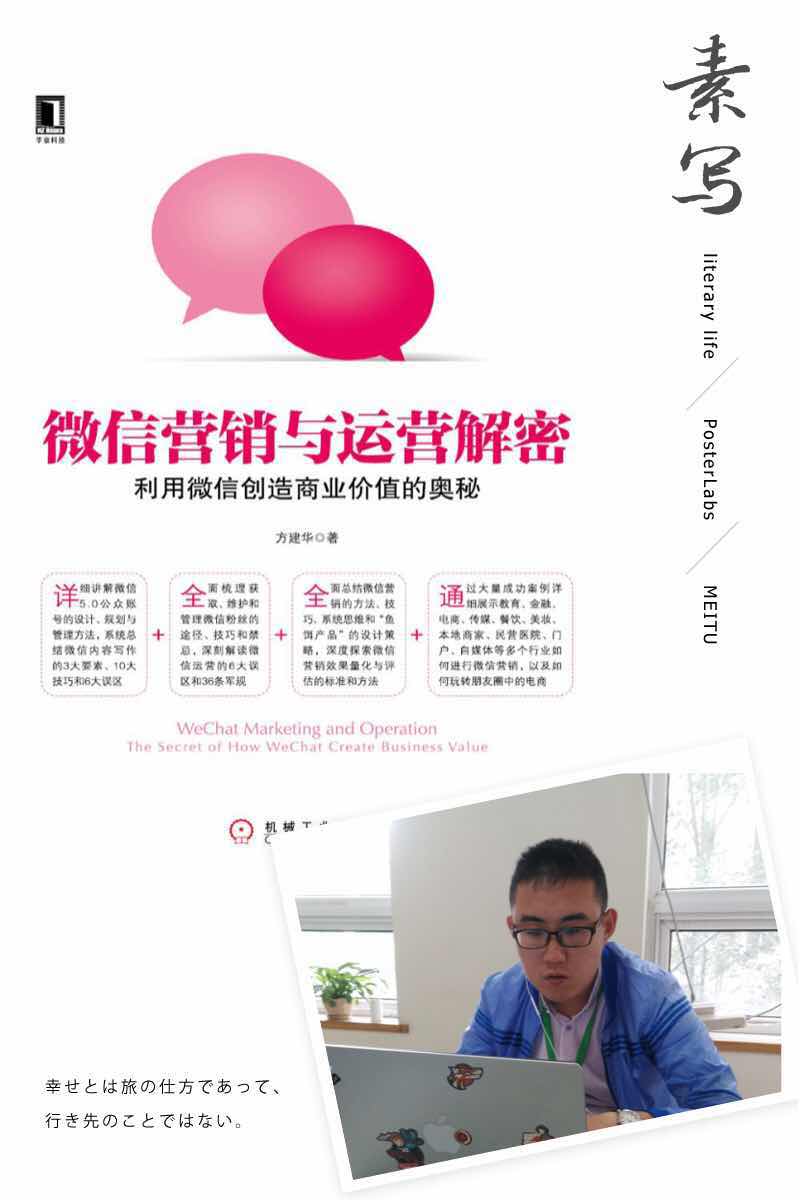 素写
literary life
PosterLabs
MEITU
华章科技
微信营销与运营解密
利用微信创造商业价值的奥秘
方建华◎著
详细讲解微信
5.0公众账
号的设计、规划与
管理方法，系统总
结微信内容写作
的3大要素、10大
技巧和6大误区
+
全面梳理获
取、维护和
管理微信粉丝的
途径、技巧和禁
忌，深刻解读微
信运营的6大误
区和36条军规
+
全面总结微信营
销的方法、技
巧、系统思维和“鱼
饵产品”的设计策
略，深度探索微信
营销效果量化与评
估的标准和方法
+
通过大量成功案例详
细展示教育、金融、
电商、传媒、餐饮、美妆、
本地商家、民营医院、门
户、自媒体等多个行业如
何进行微信营销，以及如
何玩转朋友圈中的电商
WeChat Marketing and Operation
The Secret of How WeChat Create Business Value
机械工
幸せとは旅の仕方であって、
行き先のことではない。